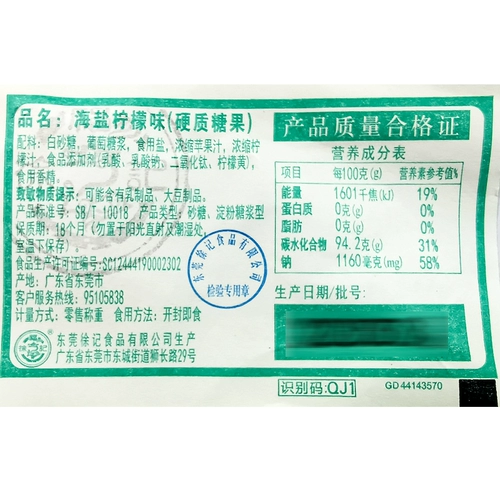 品名：海盐柠檬味(硬质糖果)
配料：白砂糖，葡萄糖浆，食用盐，浓缩苹果汁，浓缩柠
檬汁，食品添加剂(乳酸、乳酸钠、二氧化钛、柠檬黄)，
食用香精
致敏物质提示：可能含有乳制品、大豆制品。
产品标准号：SB/T 10018 产品类型：砂糖、淀粉糖浆型
保质期：18个月(勿置于阳光直射及潮湿处，
室温下保存)
食品生产许可证编号：SC12444190002302
产地：广东省东莞市
客户服务热线：95105838
计量方式：零售称重 食用方法：开封即食
徐记
东莞徐记食品有限公司生产
广东省东莞市东城街道狮长路29号
东莞徐记食品有限公司
检验专用章
产品质量合格证
营养成分表
项目 每100克(g) 营养素参考值%
能量 1601千焦(kJ) 19%
蛋白质 0克(g) 0%
脂肪 0克(g) 0%
碳水化合物 94.2克(g) 31%
钠 1160毫克(mg) 58%
生产日期/批号：
识别码：QJ1
GD44143570